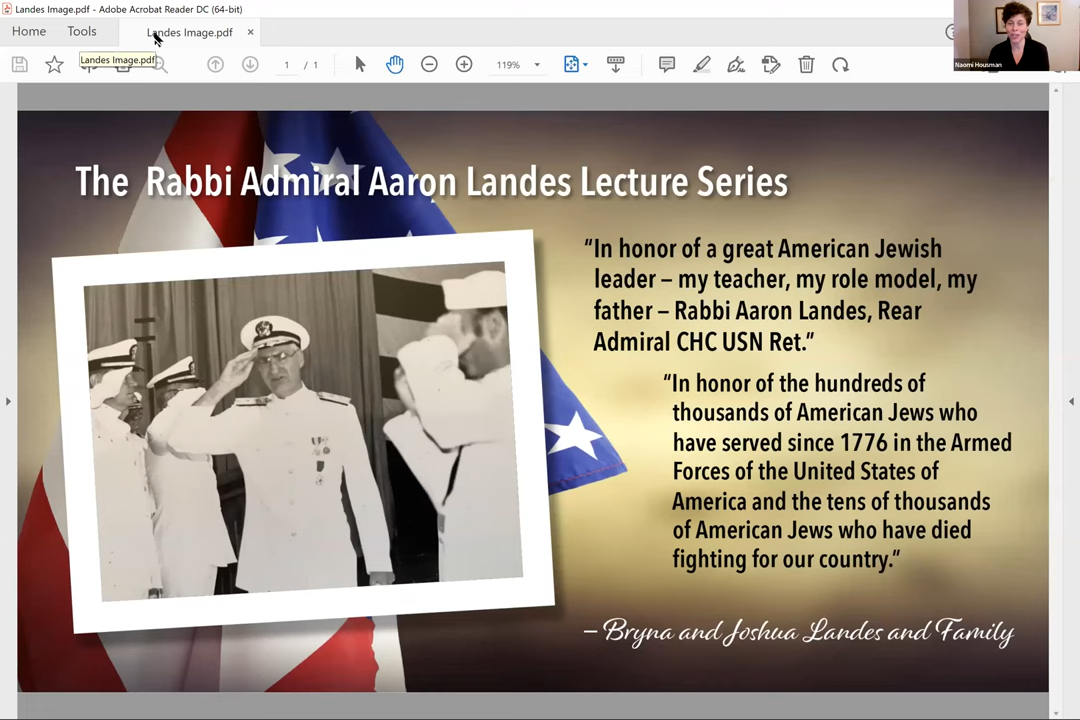 Landes Image.pdf - Adobe Acrobat Reader DC (64-bit)
Home
Tools
Landes Image.pdf
Landes Image.pdf
1 / 1
119%
Naomi Housman
The Rabbi Admiral Aaron Landes Lecture Series
“In honor of a great American Jewish
leader – my teacher, my role model, my
father – Rabbi Aaron Landes, Rear
Admiral CHC USN Ret.”
“In honor of the hundreds of
thousands of American Jews who
have served since 1776 in the Armed
Forces of the United States of
America and the tens of thousands
of American Jews who have died
fighting for our country.”
– Bryna and Joshua Landes and Family